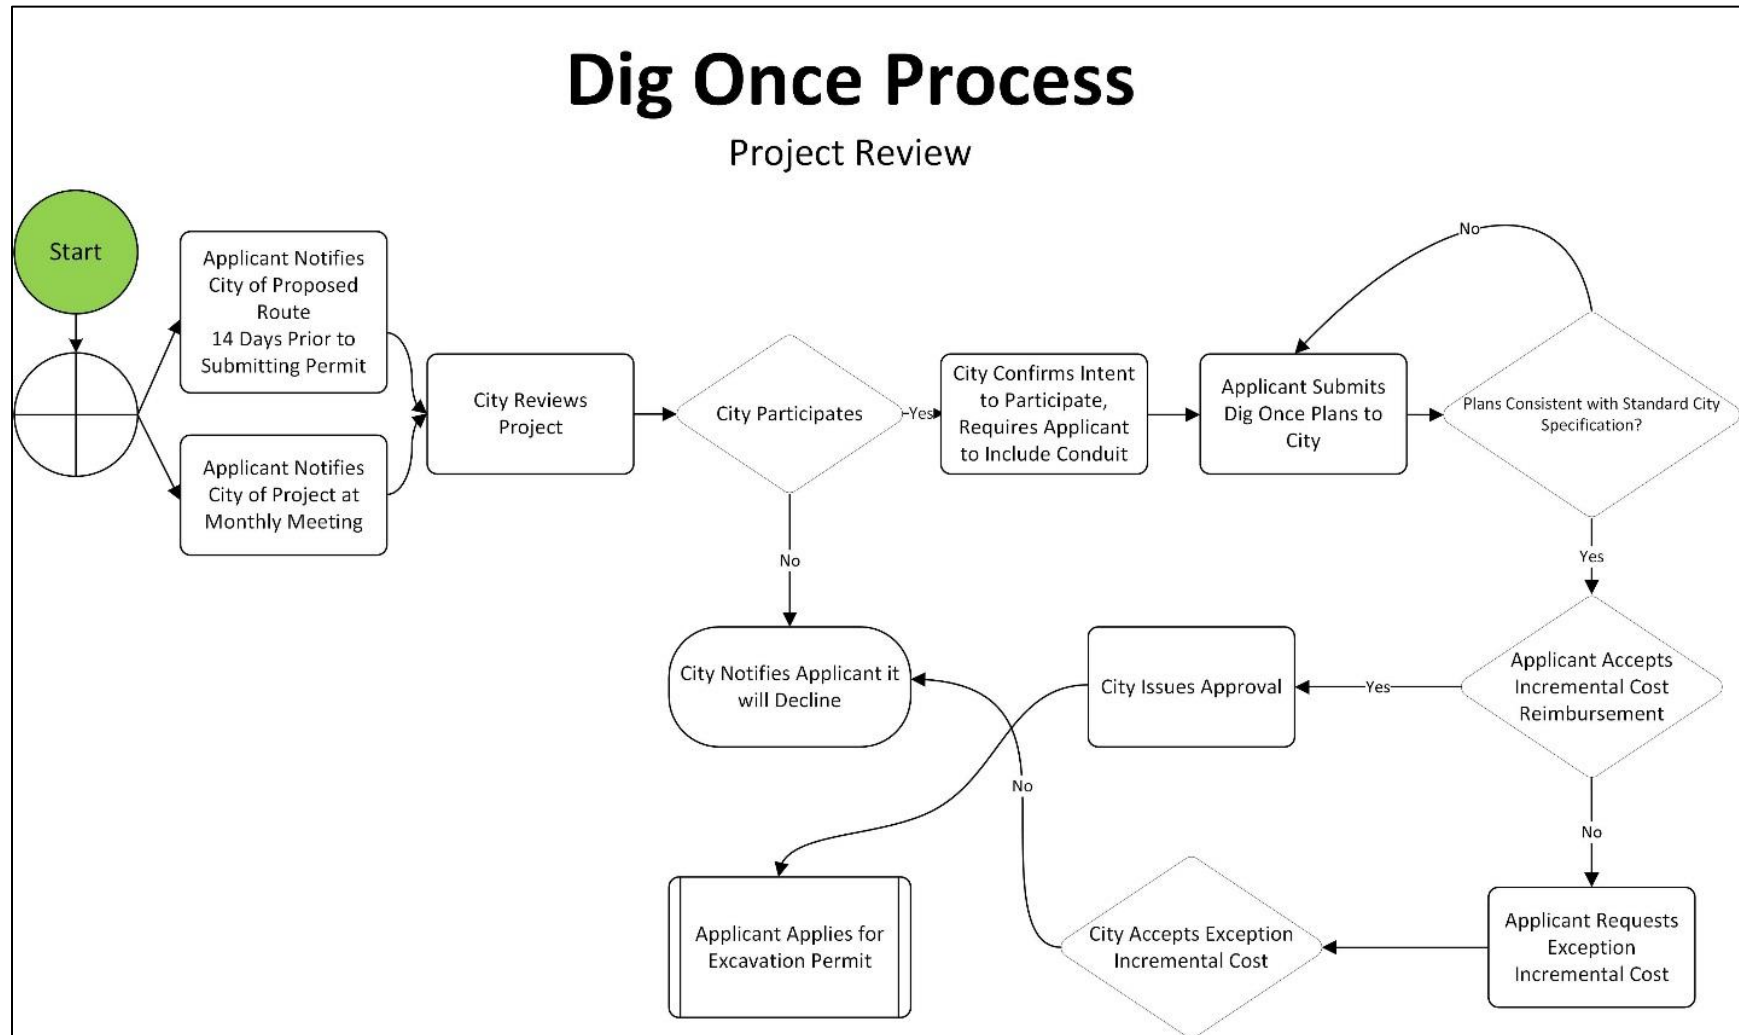 Dig Once Process
Project Review
Start
Applicant Notifies
City of Proposed
Route
14 Days Prior to
Submitting Permit
Applicant Notifies
City of Project at
Monthly Meeting
City Reviews
Project
City Participates
Yes
No
City Confirms Intent
to Participate,
Requires Applicant
to Include Conduit
Applicant Submits
Dig Once Plans to
City
No
Plans Consistent with Standard City
Specification?
Yes
City Notifies Applicant it
will Decline
City Issues Approval
Yes
Applicant Accepts
Incremental Cost
Reimbursement
No
No
Applicant Applies for
Excavation Permit
City Accepts Exception
Incremental Cost
Applicant Requests
Exception
Incremental Cost